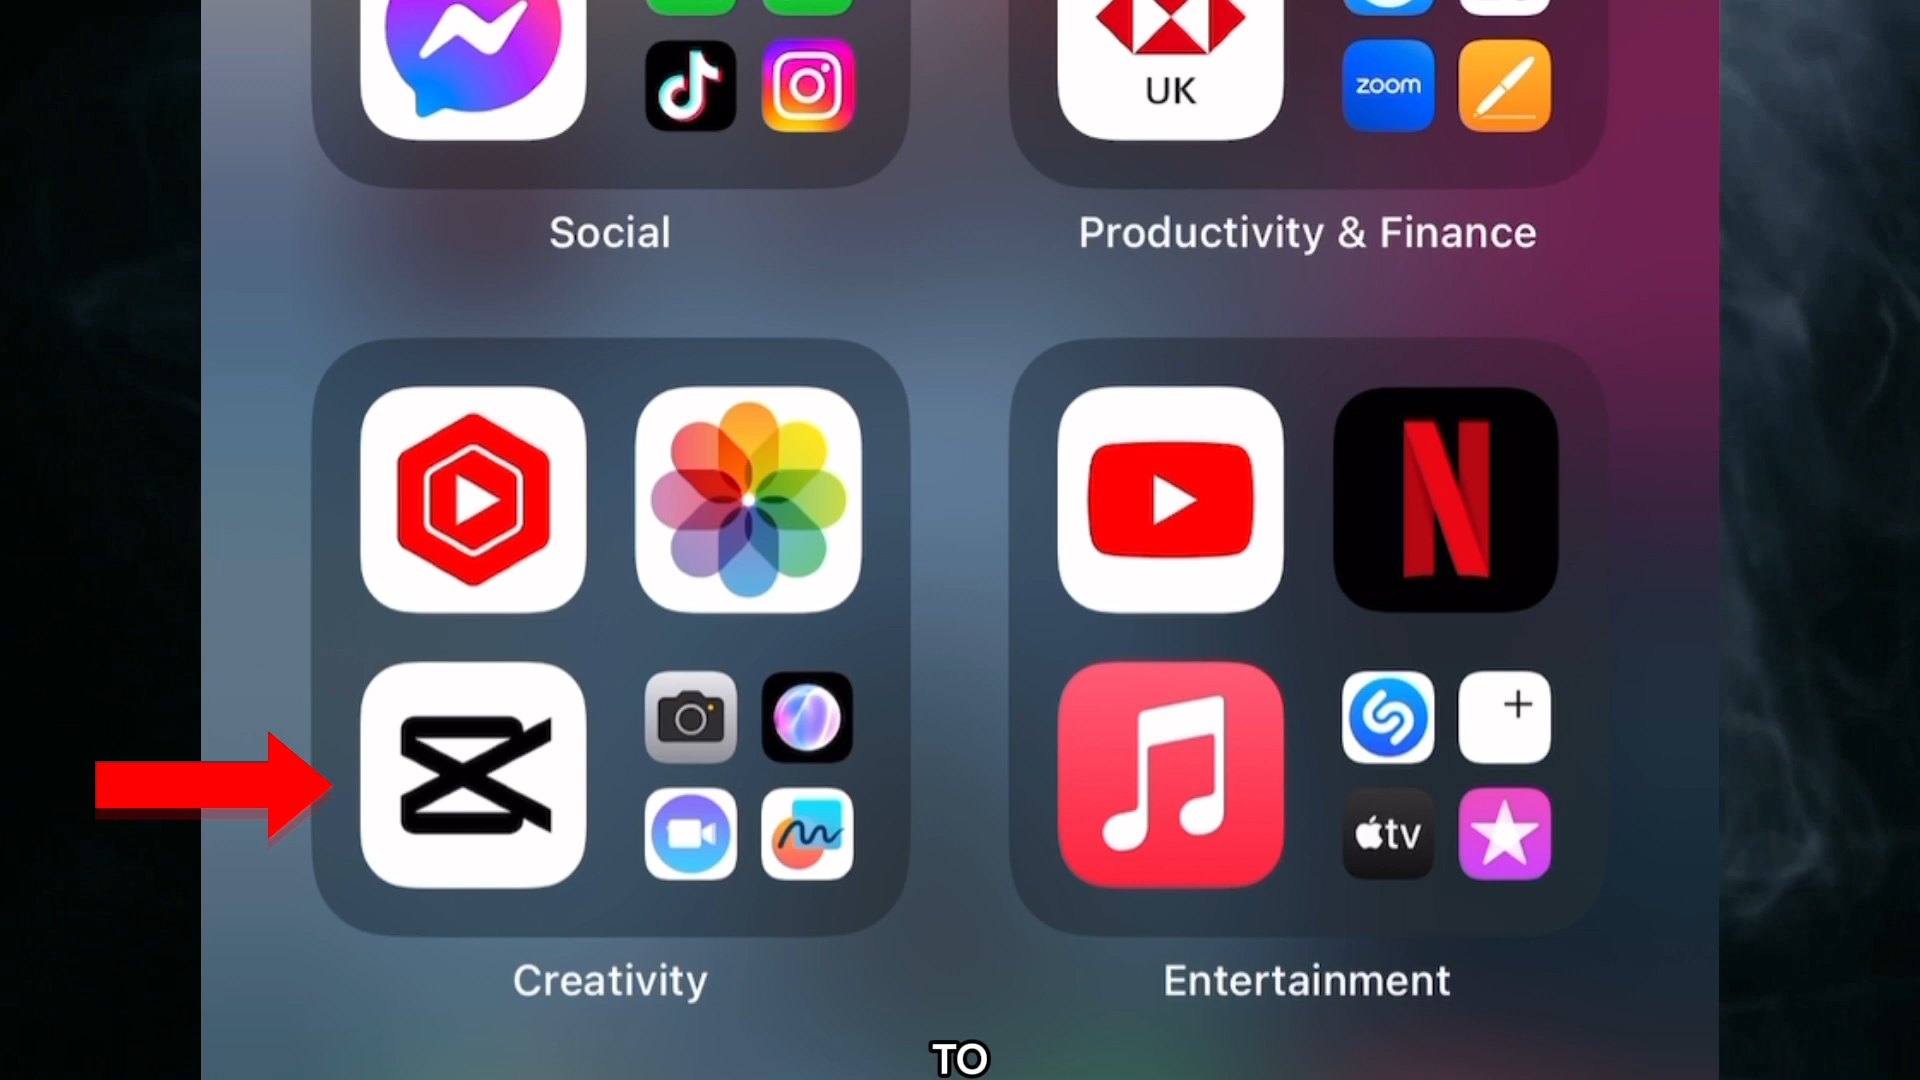 UK
zoom
Social
Productivity & Finance
N
+
tv
Creativity
Entertainment
TO